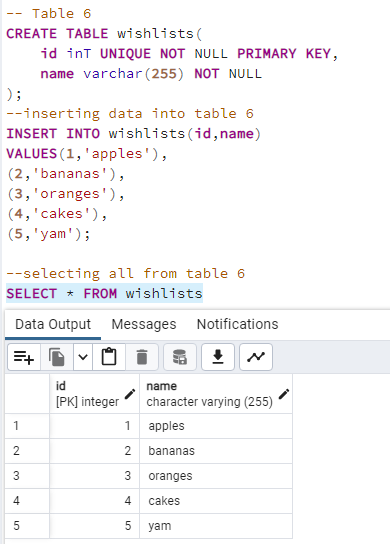 -- Table 6
CREATE TABLE wishlists(
    id inT UNIQUE NOT NULL PRIMARY KEY,
    name varchar(255) NOT NULL
);
--inserting data into table 6
INSERT INTO wishlists(id,name)
VALUES(1,'apples'),
(2,'bananas'),
(3,'oranges'),
(4,'cakes'),
(5,'yam');
--selecting all from table 6
SELECT * FROM wishlists
Data Output Messages Notifications
id name
[PK] integer character varying (255)
1 1 apples
2 2 bananas
3 3 oranges
4 4 cakes
5 5 yam